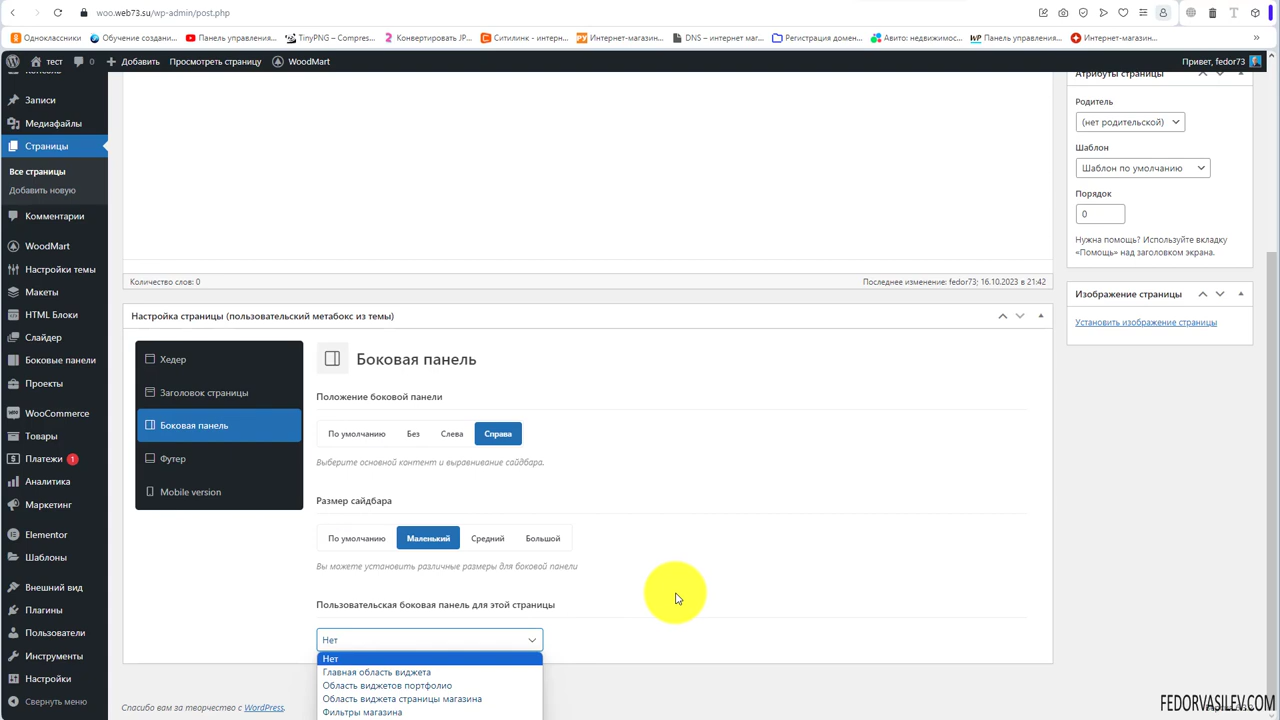 woo.web73.su/wp-admin/post.php
Одноклассники
Обучение создани...
Панель управления...
TinyPNG – Compres...
Конвертировать JP...
Ситилинк - интерн...
Интернет-магазин...
DNS – интернет маг...
Регистрация домен...
Авито: недвижимос...
Панель управления...
Интернет-магазин...
тест
0
Добавить
Просмотреть страницу
WoodMart
Привет, fedor73
Записи
Медиафайлы
Страницы
Все страницы
Добавить новую
Комментарии
WoodMart
Настройки темы
Макеты
HTML Блоки
Слайдер
Боковые панели
Проекты
WooCommerce
Товары
Платежи 1
Аналитика
Маркетинг
Elementor
Шаблоны
Внешний вид
Плагины
Пользователи
Инструменты
Настройки
Свернуть меню
Количество слов: 0
Последнее изменение: fedor73; 16.10.2023 в 21:42
Настройка страницы (пользовательский метабокс из темы)
Хедер
Заголовок страницы
Боковая панель
Футер
Mobile version
Боковая панель
Положение боковой панели
По умолчанию
Без
Слева
Справа
Выберите основной контент и выравнивание сайдбара.
Размер сайдбара
По умолчанию
Маленький
Средний
Большой
Вы можете установить различные размеры для боковой панели
Пользовательская боковая панель для этой страницы
Нет
Нет
Главная область виджета
Область виджетов портфолио
Область виджета страницы магазина
Фильтры магазина
Спасибо вам за творчество с WordPress.
Атрибуты страницы
Родитель
(нет родительской)
Шаблон
Шаблон по умолчанию
Порядок
0
Нужна помощь? Используйте вкладку
«Помощь» над заголовком экрана.
Изображение страницы
Установить изображение страницы
FEDORVASILEV.COM